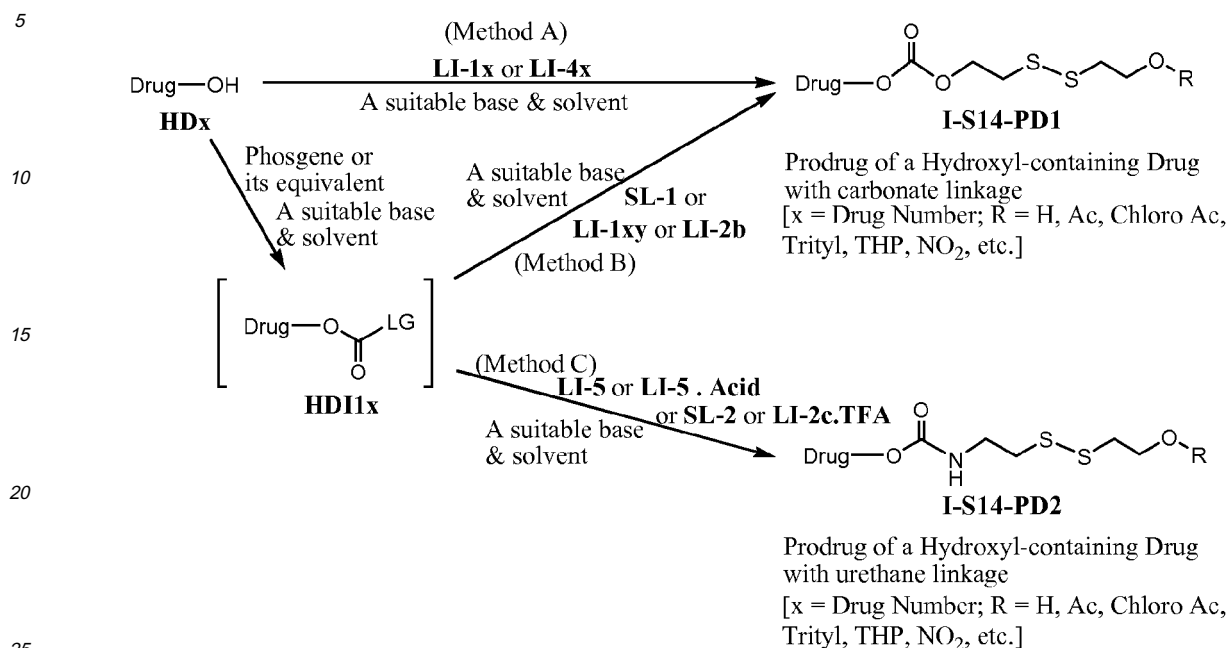 5
(Method A)
LI-1x or LI-4x
A suitable base & solvent
Drug—OH
HDx
Drug O O O S S O R
I-S14-PD1
Prodrug of a Hydroxyl-containing Drug
with carbonate linkage
[x = Drug Number; R = H, Ac, Chloro Ac,
Trityl, THP, NO2, etc.]
10
Phosgene or
its equivalent
A suitable base
& solvent
A suitable base
& solvent
SL-1 or
LI-1xy or LI-2b
(Method B)
15
Drug O LG O
HDI1x
(Method C)
LI-5 or LI-5 . Acid
or SL-2 or LI-2c.TFA
A suitable base
& solvent
Drug O O N H S S O R
I-S14-PD2
20
Prodrug of a Hydroxyl-containing Drug
with urethane linkage
[x = Drug Number; R = H, Ac, Chloro Ac,
Trityl, THP, NO2, etc.]